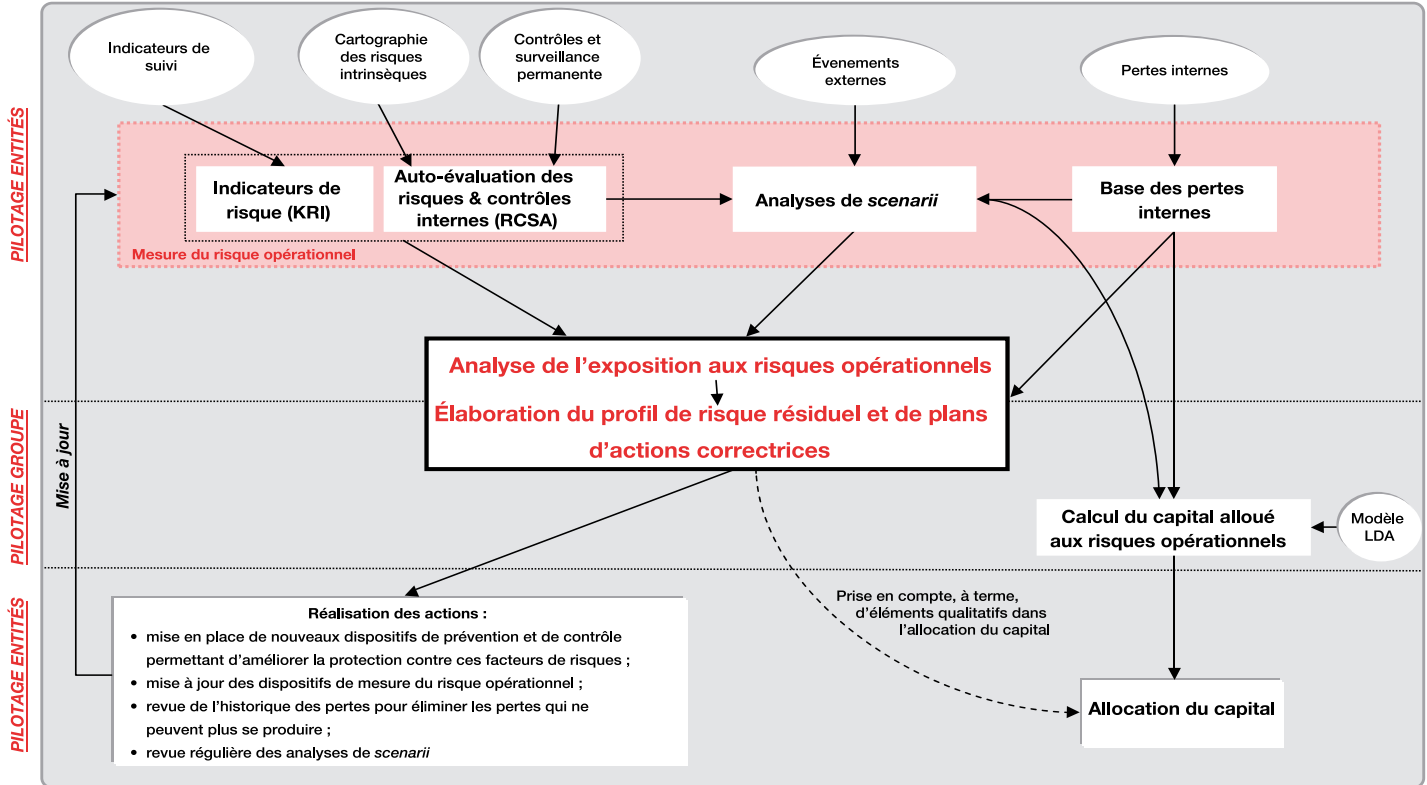 Indicateurs de
suivi
Cartographie
des risques
intrinsèques
Contrôles et
surveillance
permanente
Évenements
externes
Pertes internes
PILOTAGE ENTITÉS
Indicateurs de
risque (KRI)
Auto-évaluation des
risques & contrôles
internes (RCSA)
Analyses de scenarii
Base des pertes
internes
Mesure du risque opérationnel
Analyse de l'exposition aux risques opérationnels
Élaboration du profil de risque résiduel et de plans
d'actions correctrices
PILOTAGE GROUPE
Mise à jour
Calcul du capital alloué
aux risques opérationnels
Modèle
LDA
PILOTAGE ENTITÉS
Réalisation des actions :
• mise en place de nouveaux dispositifs de prévention et de contrôle
permettant d'améliorer la protection contre ces facteurs de risques ;
• mise à jour des dispositifs de mesure du risque opérationnel ;
• revue de l'historique des pertes pour éliminer les pertes qui ne
peuvent plus se produire ;
• revue régulière des analyses de scenarii
Prise en compte, à terme,
d'éléments qualitatifs dans
l'allocation du capital
Allocation du capital